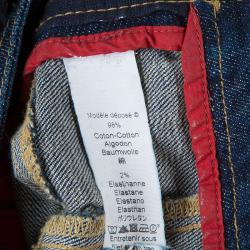 Modèle déposé ©
98%
Coton-Cotton
Algodon
Baumwolle
綿
2%
Elasthanne
Elastane
Elastano
Elasthan
ポリウレタン
Entretenir sous